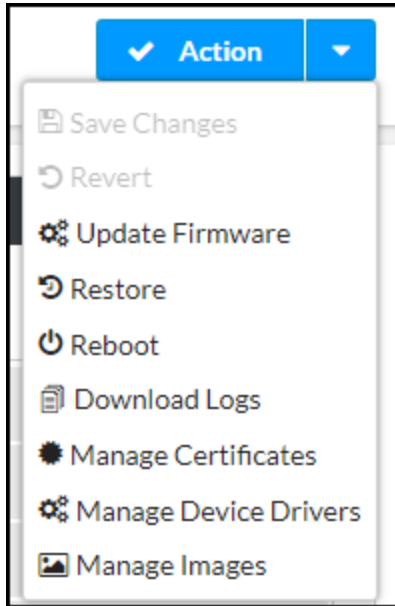 Action
Save Changes
Revert
Update Firmware
Restore
Reboot
Download Logs
Manage Certificates
Manage Device Drivers
Manage Images